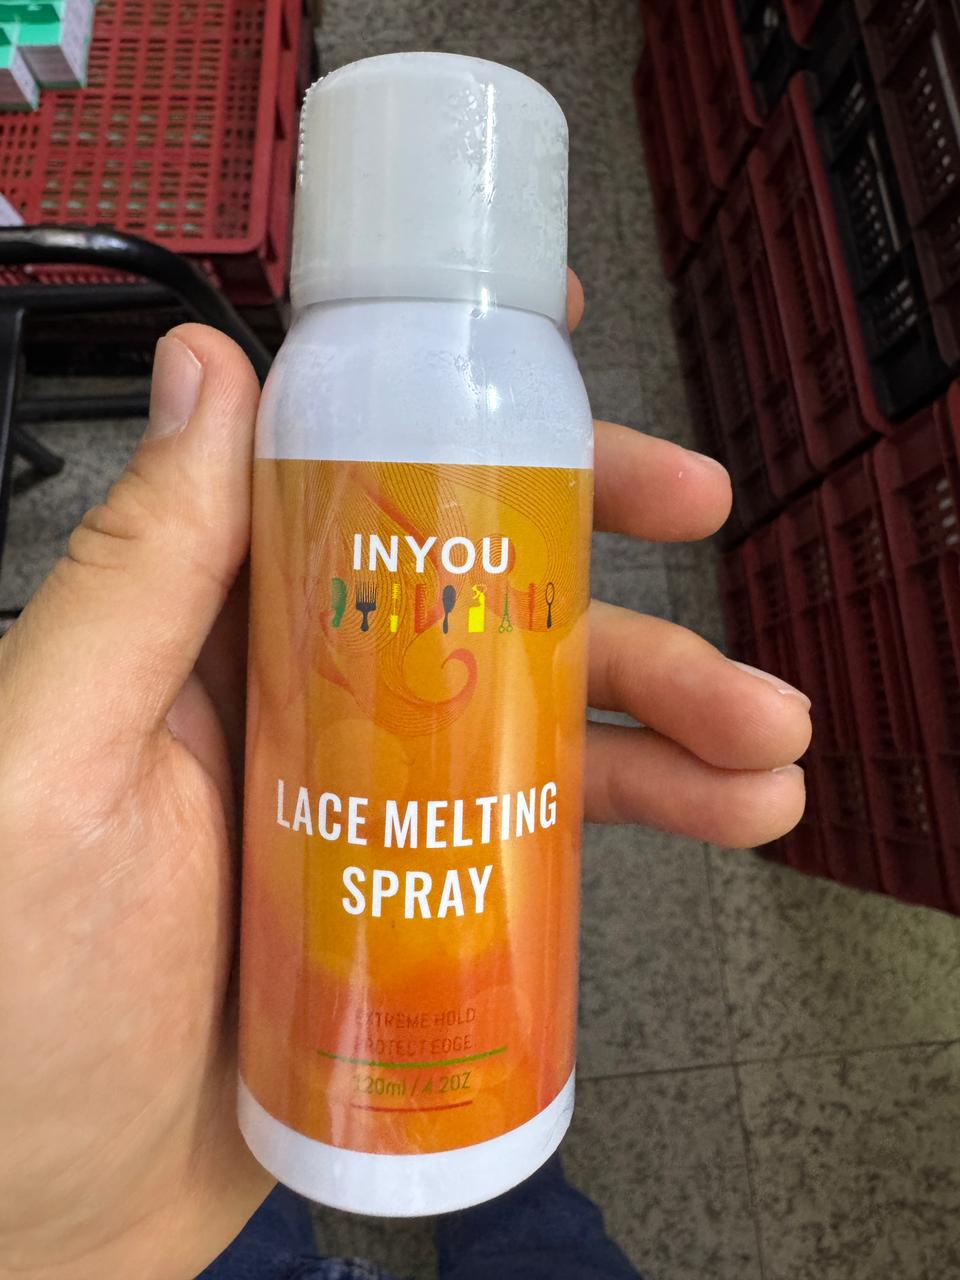 INYOU
LACE MELTING
SPRAY
EXTREME HOLD
PROTECT EDGE
120ml / 4.2OZ